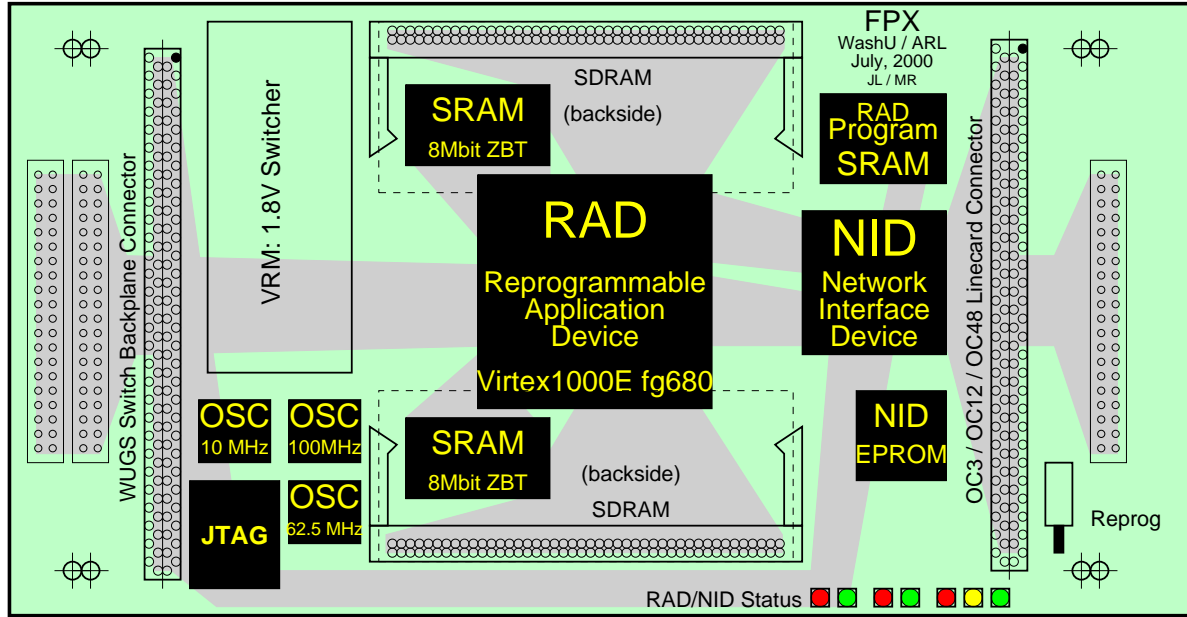 FPX
WashU / ARL
July, 2000
JL / MR
SDRAM
(backside)
SRAM
8Mbit ZBT
RAD
Program
SRAM
WUGS Switch Backplane Connector
VRM: 1.8V Switcher
RAD
Reprogrammable
Application
Device
Virtex1000E fg680
NID
Network
Interface
Device
OC3 / OC12 / OC48 Linecard Connector
OSC
10 MHz
OSC
100MHz
SRAM
8Mbit ZBT
NID
EPROM
(backside)
SDRAM
JTAG
OSC
62.5 MHz
Reprog
RAD/NID Status